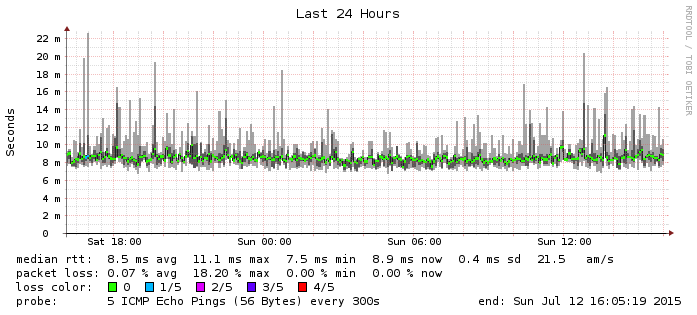 Last 24 Hours
RRDTOOL / TOBI OETIKER
Seconds
22 m
20 m
18 m
16 m
14 m
12 m
10 m
8 m
6 m
4 m
2 m
0
Sat 18:00 Sun 00:00 Sun 06:00 Sun 12:00
median rtt: 8.5 ms avg 11.1 ms max 7.5 ms min 8.9 ms now 0.4 ms sd 21.5 am/s
packet loss: 0.07 % avg 18.20 % max 0.00 % min 0.00 % now
loss color: 0 1/5 2/5 3/5 4/5
probe: 5 ICMP Echo Pings (56 Bytes) every 300s end: Sun Jul 12 16:05:19 2015